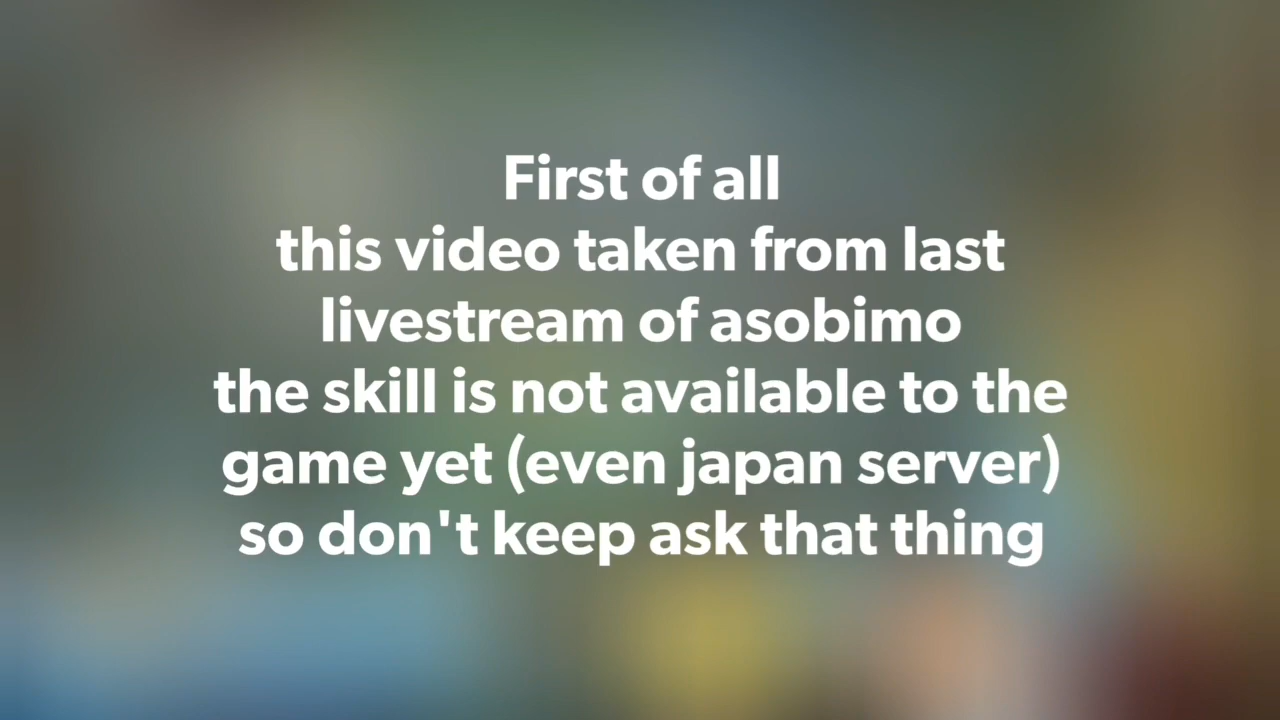 First of all
this video taken from last
livestream of asobimo
the skill is not available to the
game yet (even japan server)
so don't keep ask that thing